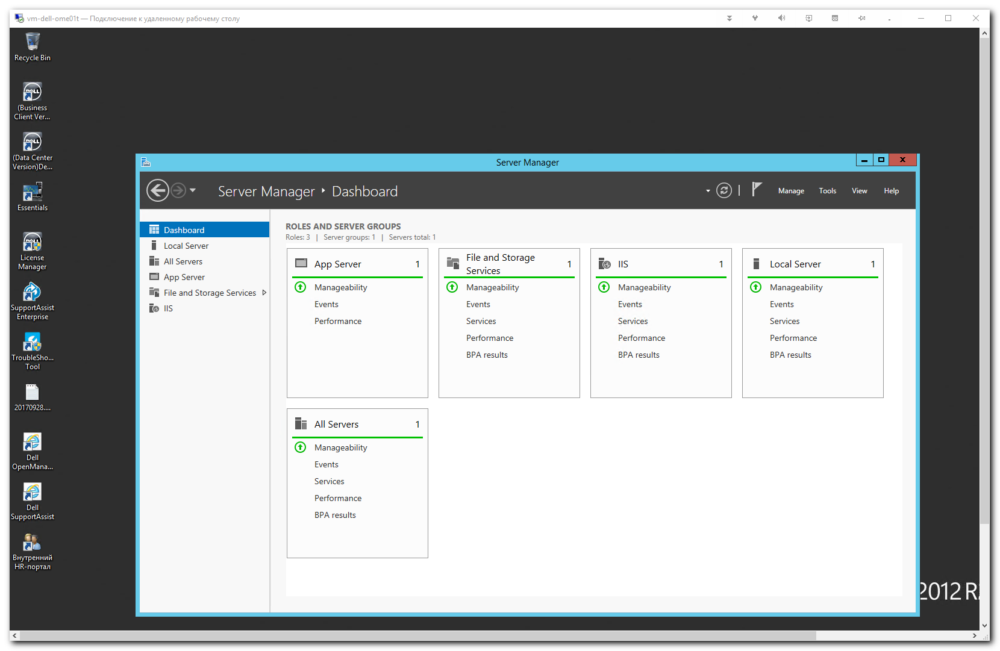 vm-dell-ome01t — Подключение к удаленному рабочему столу
Recycle Bin
(Business
Client Ver...
(Data Center
Version)De...
Essentials
License
Manager
SupportAssist
Enterprise
TroubleSho...
Tool
20170928....
Dell
OpenMana...
Dell
SupportAssist
Внутренний
HR-портал
Server Manager
Server Manager
Dashboard
Manage
Tools
View
Help
Dashboard
Local Server
All Servers
App Server
File and Storage Services
IIS
ROLES AND SERVER GROUPS
Roles: 3 | Server groups: 1 | Servers total: 1
App Server 1
Manageability
Events
Performance
File and Storage
Services 1
Manageability
Events
Services
Performance
BPA results
IIS 1
Manageability
Events
Services
Performance
BPA results
Local Server 1
Manageability
Events
Services
Performance
BPA results
All Servers 1
Manageability
Events
Services
Performance
BPA results
2012 R2